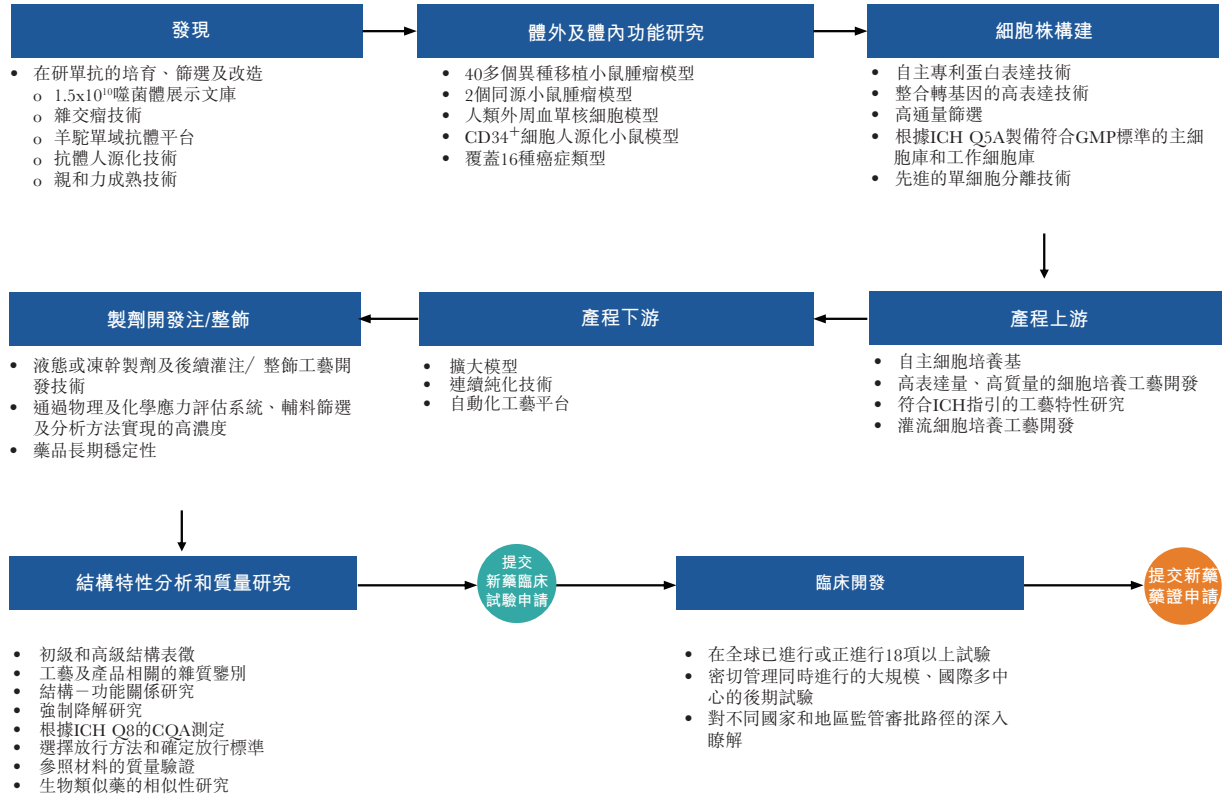 發現
• 在研單抗的培育、篩選及改造
o 1.5x10¹⁰噬菌體展示文庫
o 雜交瘤技術
o 羊駝單域抗體平台
o 抗體人源化技術
o 親和力成熟技術
體外及體內功能研究
• 40多個異種移植小鼠腫瘤模型
• 2個同源小鼠腫瘤模型
• 人類外周血單核細胞模型
• CD34⁺細胞人源化小鼠模型
• 覆蓋16種癌症類型
細胞株構建
• 自主專利蛋白表達技術
• 整合轉基因的高表達技術
• 高通量篩選
• 根據ICH Q5A製備符合GMP標準的主細
胞庫和工作細胞庫
• 先進的單細胞分離技術
產程上游
• 自主細胞培養基
• 高表達量、高質量的細胞培養工藝開發
• 符合ICH指引的工藝特性研究
• 灌流細胞培養工藝開發
產程下游
• 擴大模型
• 連續純化技術
• 自動化工藝平台
製劑開發注/整飾
• 液態或凍幹製劑及後續灌注/ 整飾工藝開
發技術
• 通過物理及化學應力評估系統、輔料篩選
及分析方法實現的高濃度
• 藥品長期穩定性
結構特性分析和質量研究
• 初級和高級結構表徵
• 工藝及產品相關的雜質鑒別
• 結構－功能關係研究
• 強制降解研究
• 根據ICH Q8的CQA測定
• 選擇放行方法和確定放行標準
• 參照材料的質量驗證
• 生物類似藥的相似性研究
提交
新藥臨床
試驗申請
臨床開發
• 在全球已進行或正進行18項以上試驗
• 密切管理同時進行的大規模、國際多中
心的後期試驗
• 對不同國家和地區監管審批路徑的深入
瞭解
提交新藥
藥證申請